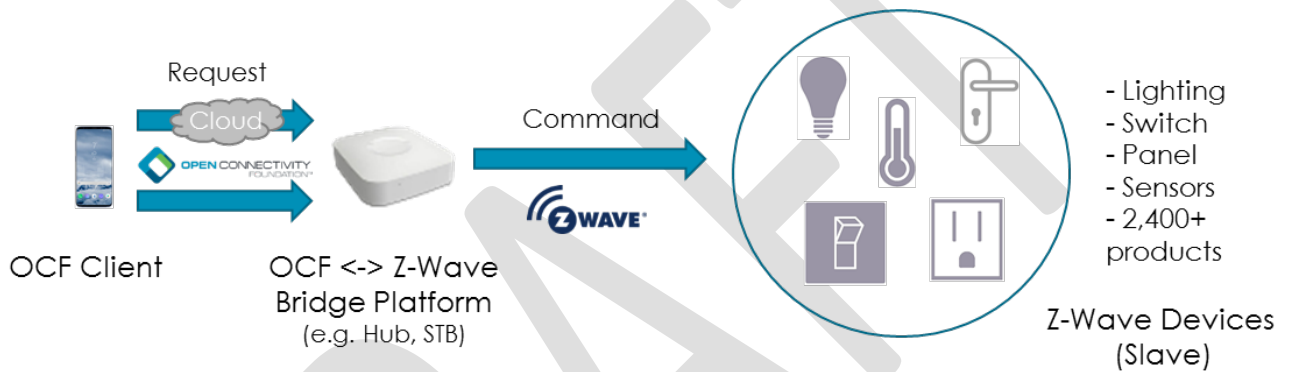 Request
Cloud
OPEN CONNECTIVITY
FOUNDATION™
OCF Client
OCF <-> Z-Wave
Bridge Platform
(e.g. Hub, STB)
Command
Z WAVE®
- Lighting
- Switch
- Panel
- Sensors
- 2,400+
products
Z-Wave Devices
(Slave)